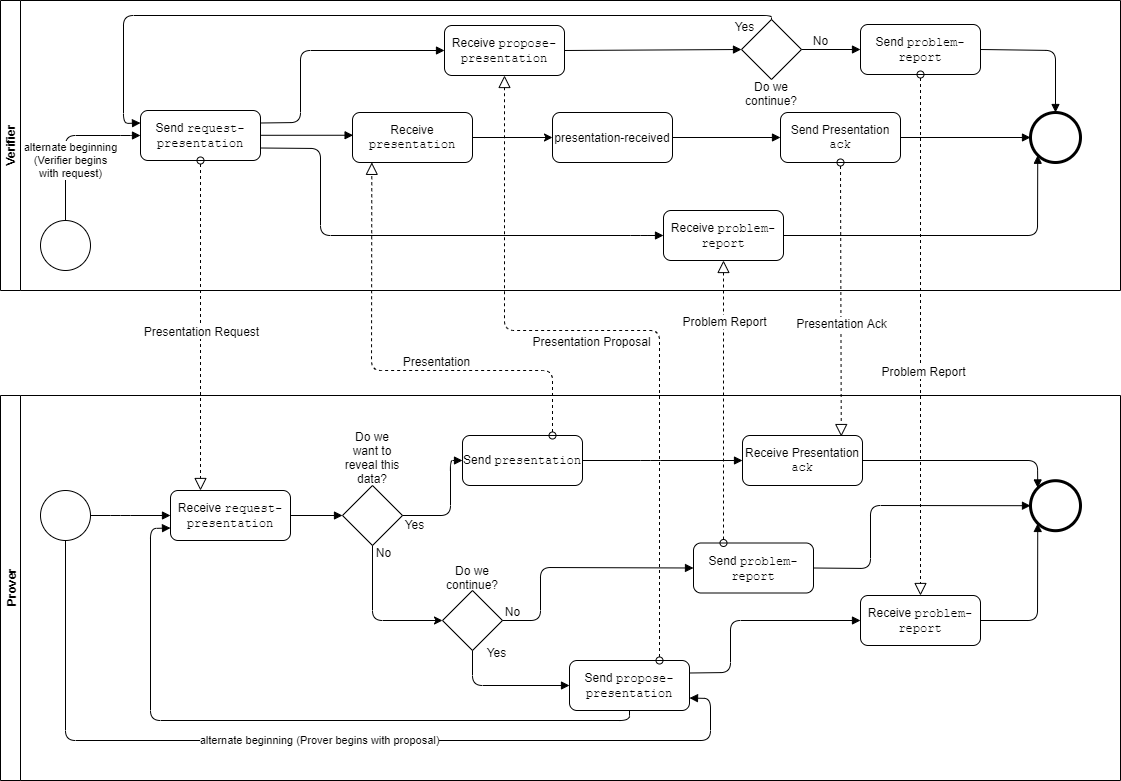 Verifier
Yes
No
Do we
continue?
Receive propose-
presentation
Send problem-
report
Send request-
presentation
alternate beginning
(Verifier begins
with request)
Receive
presentation
presentation-received
Send Presentation
ack
Receive problem-
report
Presentation Request
Presentation
Presentation Proposal
Problem Report
Presentation Ack
Problem Report
Prover
Do we
want to
reveal this
data?
Send presentation
Receive Presentation
ack
Receive request-
presentation
Yes
No
Do we
continue?
No
Yes
Send problem-
report
Receive problem-
report
Send propose-
presentation
alternate beginning (Prover begins with proposal)